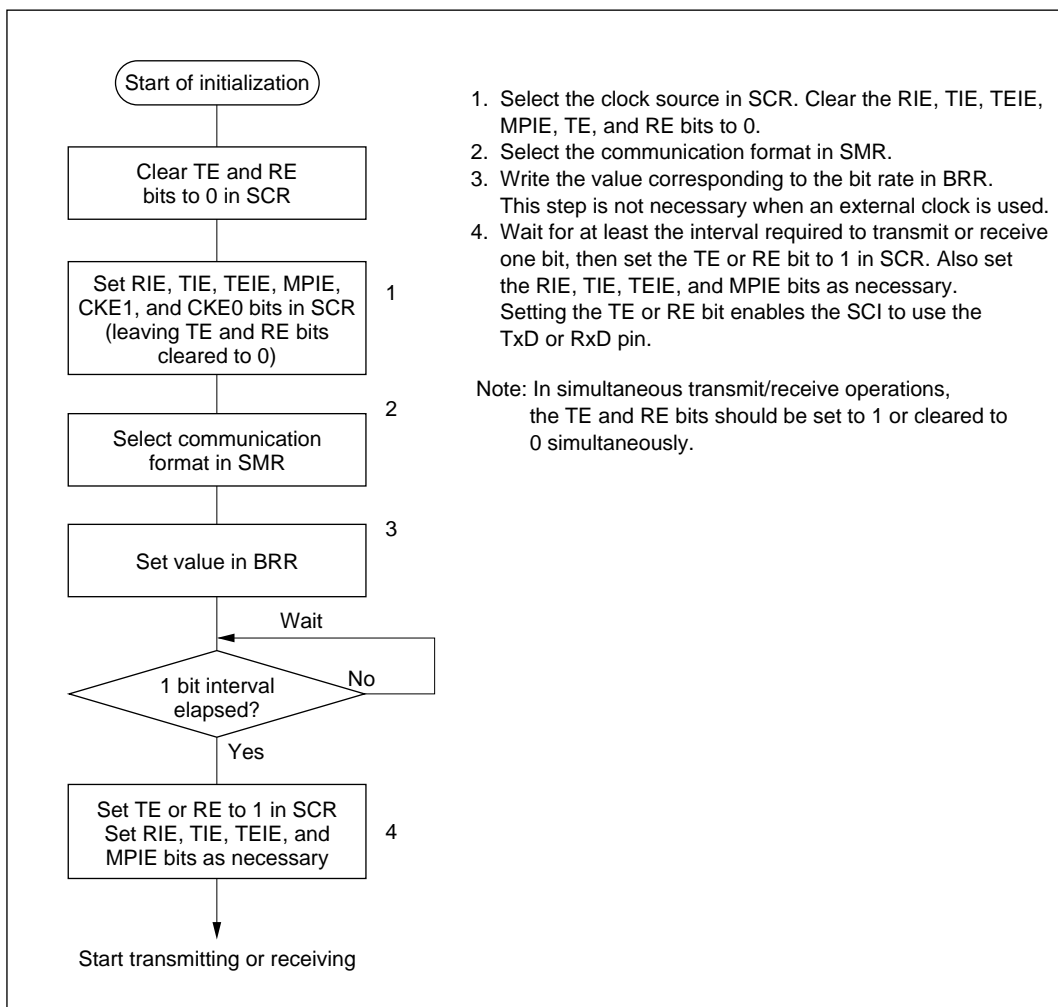 Start of initialization
Clear TE and RE
bits to 0 in SCR
Set RIE, TIE, TEIE, MPIE,
CKE1, and CKE0 bits in SCR
(leaving TE and RE bits
cleared to 0)
1
2
Select communication
format in SMR
3
Set value in BRR
Wait
1 bit interval
elapsed?
No
Yes
Set TE or RE to 1 in SCR
Set RIE, TIE, TEIE, and
MPIE bits as necessary
4
Start transmitting or receiving
1. Select the clock source in SCR. Clear the RIE, TIE, TEIE,
MPIE, TE, and RE bits to 0.
2. Select the communication format in SMR.
3. Write the value corresponding to the bit rate in BRR.
This step is not necessary when an external clock is used.
4. Wait for at least the interval required to transmit or receive
one bit, then set the TE or RE bit to 1 in SCR. Also set
the RIE, TIE, TEIE, and MPIE bits as necessary.
Setting the TE or RE bit enables the SCI to use the
TxD or RxD pin.
Note: In simultaneous transmit/receive operations,
the TE and RE bits should be set to 1 or cleared to
0 simultaneously.